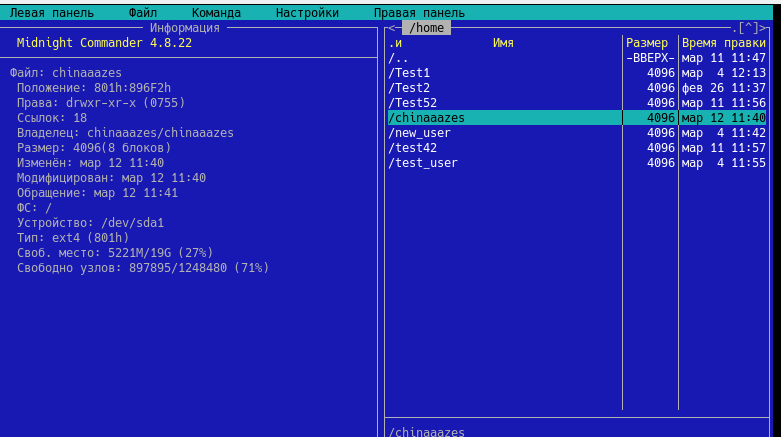 Левая панель Файл Команда Настройки Правая панель
Информация
Midnight Commander 4.8.22
Файл: chinaaazes
Положение: 801h:896F2h
Права: drwxr-xr-x (0755)
Ссылок: 18
Владелец: chinaaazes/chinaaazes
Размер: 4096(8 блоков)
Изменён: мар 12 11:40
Модифицирован: мар 12 11:40
Обращение: мар 12 11:41
ФС: /
Устройство: /dev/sda1
Тип: ext4 (801h)
Своб. место: 5221M/19G (27%)
Свободно узлов: 897895/1248480 (71%)
<- /home .[^]>
.и Имя Размер Время правки
/.. -ВВЕРХ- мар 11 11:47
/Test1 4096 мар 4 12:13
/Test2 4096 фев 26 11:37
/Test52 4096 мар 11 11:56
/chinaaazes 4096 мар 12 11:40
/new_user 4096 мар 4 11:42
/test42 4096 мар 11 11:57
/test_user 4096 мар 4 11:55
/chinaaazes